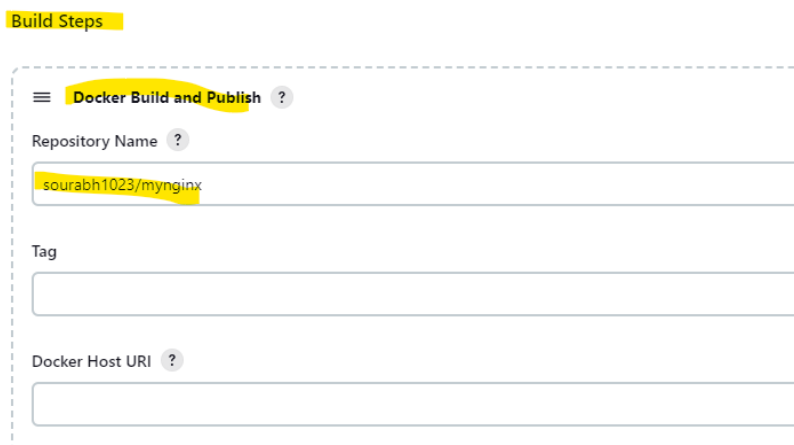 Build Steps
Docker Build and Publish ?
Repository Name ?
sourabh1023/mynginx
Tag
Docker Host URI ?